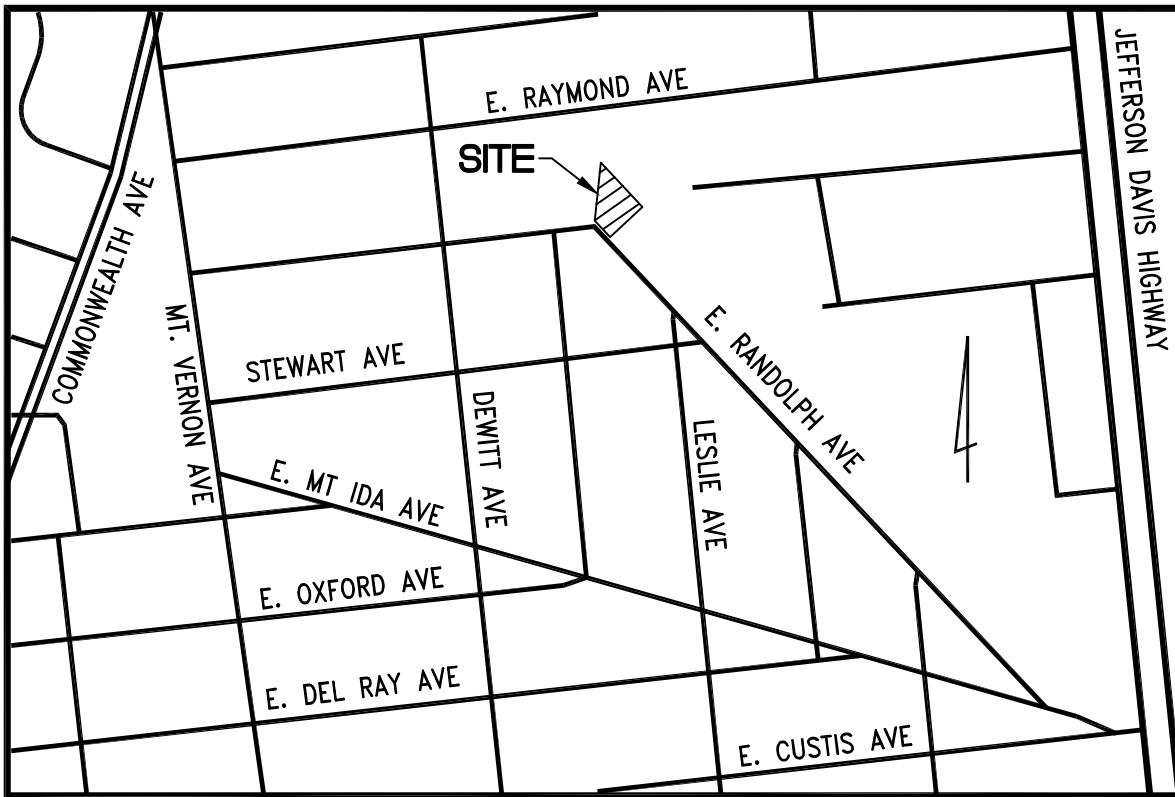 E. RAYMOND AVE
JEFFERSON DAVIS HIGHWAY
SITE
COMMONWEALTH AVE
MT. VERNON AVE
STEWART AVE
E. RANDOLPH AVE
DEWITT AVE
LESLIE AVE
E. MT IDA AVE
E. OXFORD AVE
E. DEL RAY AVE
E. CUSTIS AVE